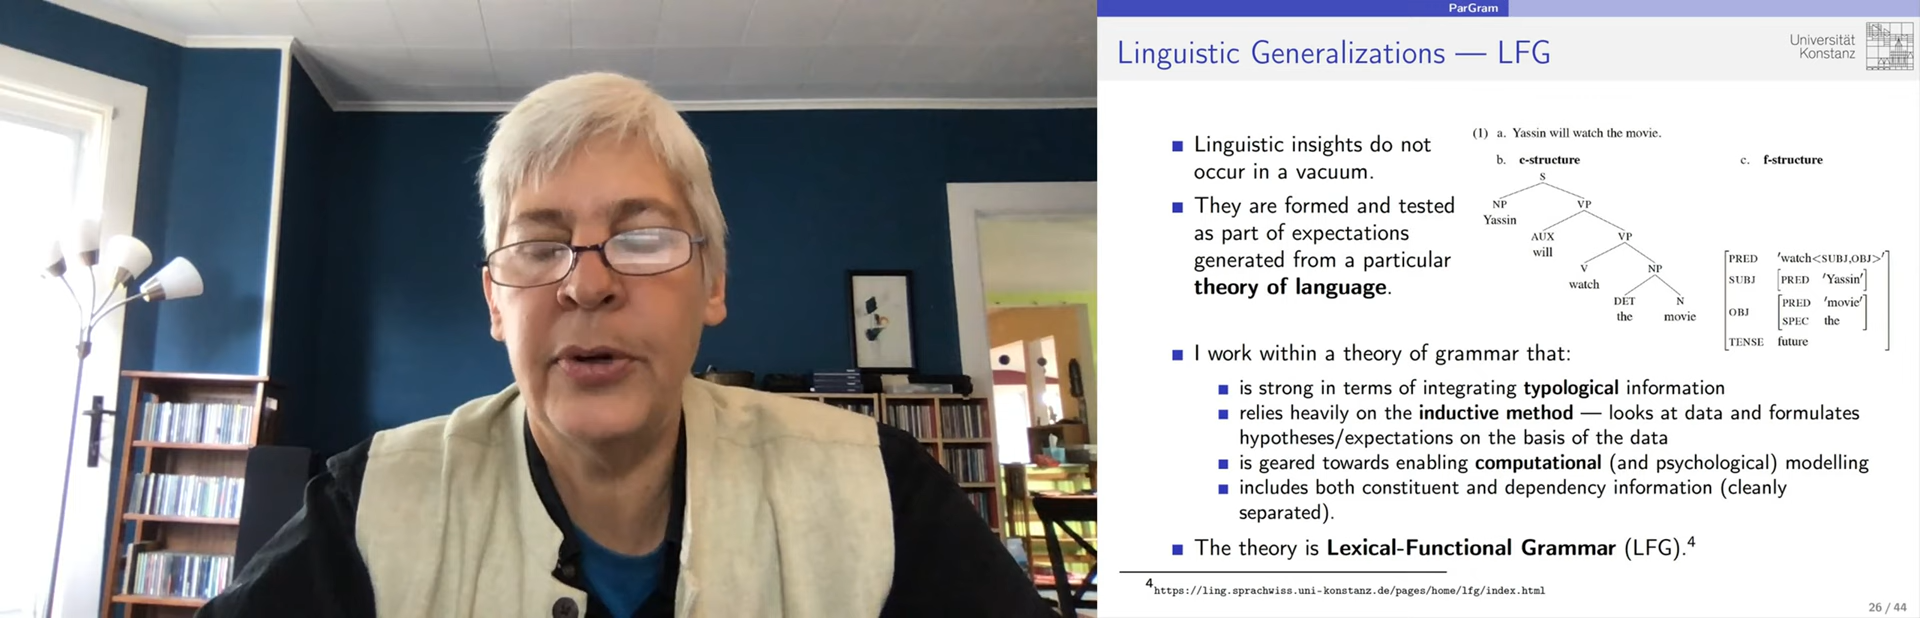 ParGram
Linguistic Generalizations — LFG
Universität
Konstanz
■ Linguistic insights do not
occur in a vacuum.
■ They are formed and tested
as part of expectations
generated from a particular
theory of language.
(1) a. Yassin will watch the movie.
b. c-structure
c. f-structure
S
NP VP
Yassin
AUX VP
will
V NP
watch
DET N
the movie
PRED 'watch<SUBJ,OBJ>'
SUBJ [PRED 'Yassin']
OBJ [PRED 'movie'
SPEC the]
TENSE future
■ I work within a theory of grammar that:
■ is strong in terms of integrating typological information
■ relies heavily on the inductive method — looks at data and formulates
hypotheses/expectations on the basis of the data
■ is geared towards enabling computational (and psychological) modelling
■ includes both constituent and dependency information (cleanly
separated).
■ The theory is Lexical-Functional Grammar (LFG).4
4https://ling.sprachwiss.uni-konstanz.de/pages/home/lfg/index.html
26 / 44